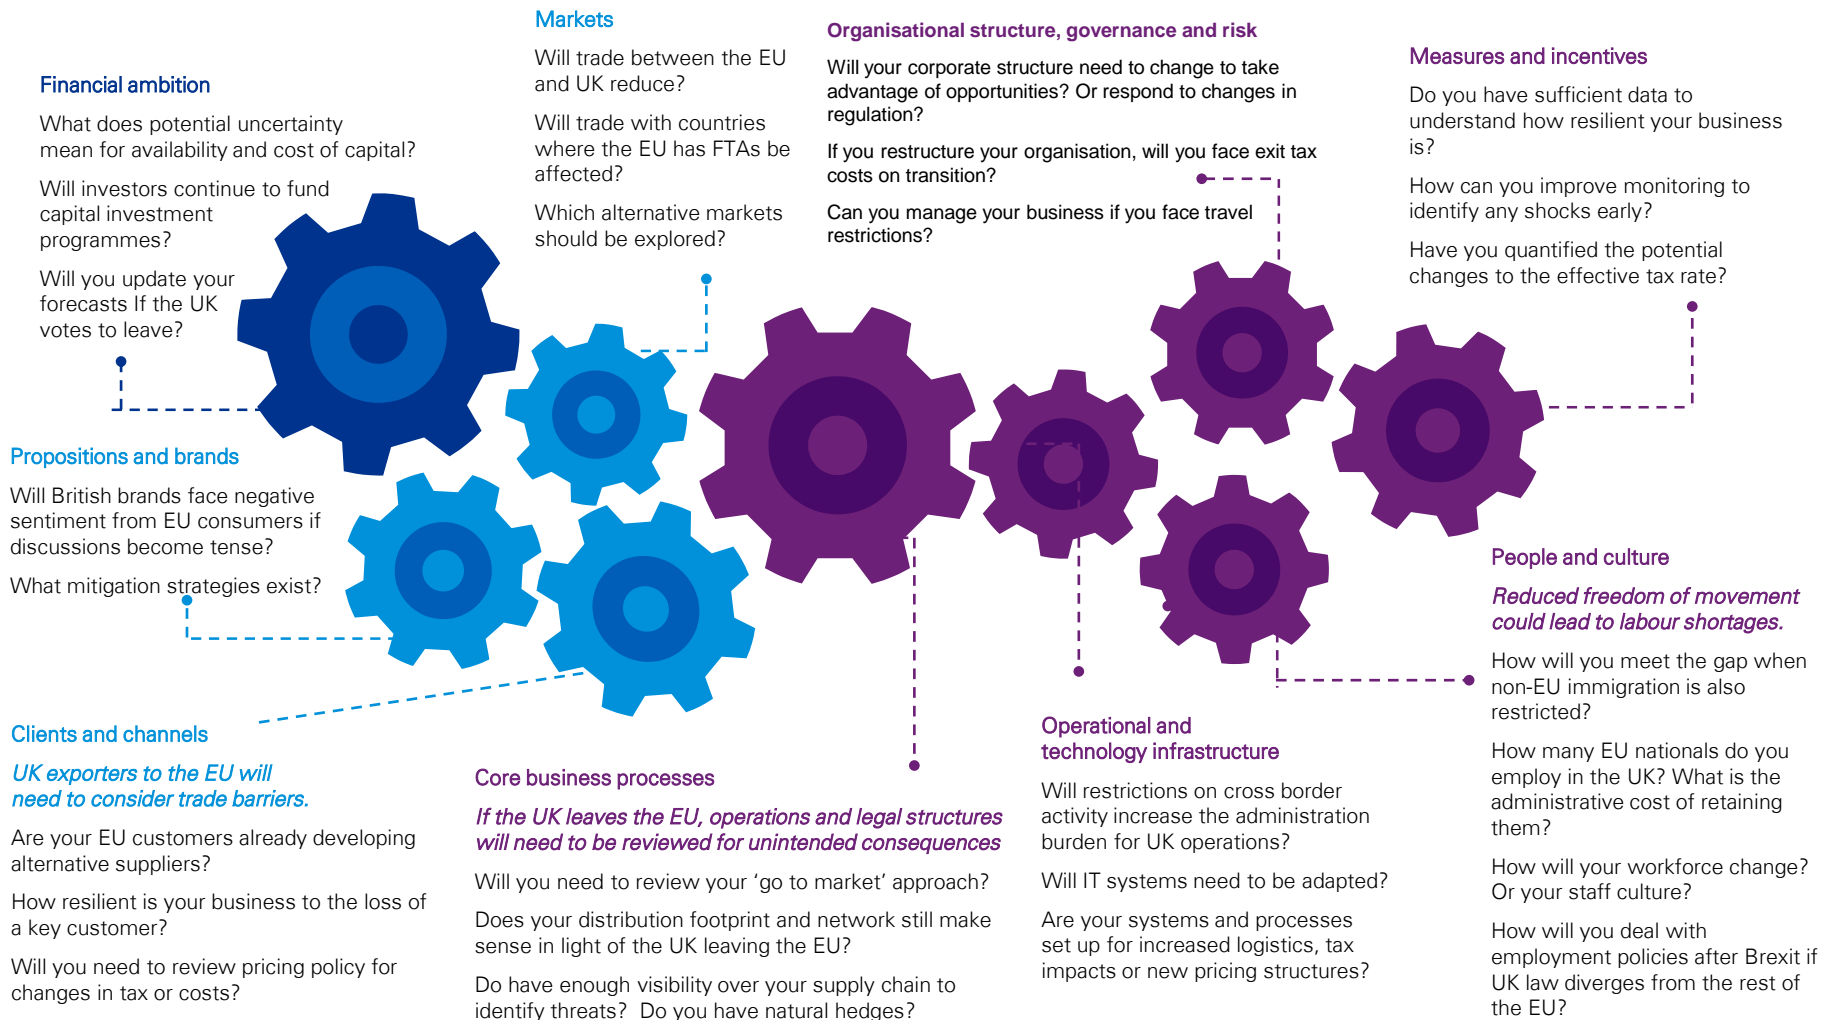 Financial ambition
What does potential uncertainty
mean for availability and cost of capital?
Will investors continue to fund
capital investment
programmes?
Will you update your
forecasts If the UK
votes to leave?
Markets
Will trade between the EU
and UK reduce?
Will trade with countries
where the EU has FTAs be
affected?
Which alternative markets
should be explored?
Organisational structure, governance and risk
Will your corporate structure need to change to take
advantage of opportunities? Or respond to changes in
regulation?
If you restructure your organisation, will you face exit tax
costs on transition?
Can you manage your business if you face travel
restrictions?
Measures and incentives
Do you have sufficient data to
understand how resilient your business
is?
How can you improve monitoring to
identify any shocks early?
Have you quantified the potential
changes to the effective tax rate?
Propositions and brands
Will British brands face negative
sentiment from EU consumers if
discussions become tense?
What mitigation strategies exist?
Clients and channels
UK exporters to the EU will
need to consider trade barriers.
Are your EU customers already developing
alternative suppliers?
How resilient is your business to the loss of
a key customer?
Will you need to review pricing policy for
changes in tax or costs?
Core business processes
If the UK leaves the EU, operations and legal structures
will need to be reviewed for unintended consequences
Will you need to review your ‘go to market’ approach?
Does your distribution footprint and network still make
sense in light of the UK leaving the EU?
Do have enough visibility over your supply chain to
identify threats?  Do you have natural hedges?
Operational and
technology infrastructure
Will restrictions on cross border
activity increase the administration
burden for UK operations?
Will IT systems need to be adapted?
Are your systems and processes
set up for increased logistics, tax
impacts or new pricing structures?
People and culture
Reduced freedom of movement
could lead to labour shortages.
How will you meet the gap when
non-EU immigration is also
restricted?
How many EU nationals do you
employ in the UK? What is the
administrative cost of retaining
them?
How will your workforce change?
Or your staff culture?
How will you deal with
employment policies after Brexit if
UK law diverges from the rest of
the EU?